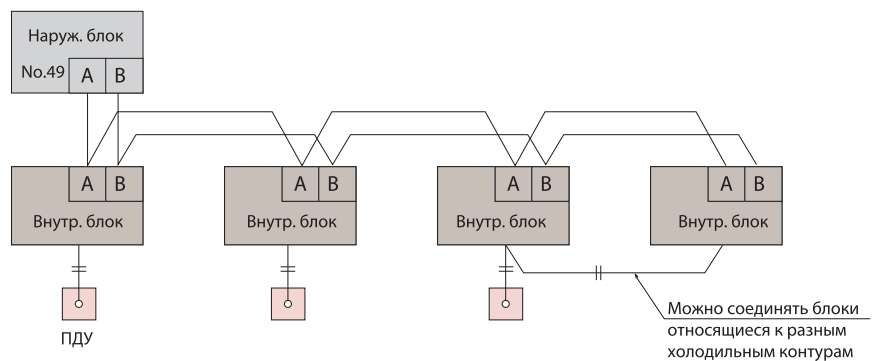 Наруж. блок
No.49 A B
A B
Внутр. блок
A B
Внутр. блок
A B
Внутр. блок
A B
Внутр. блок
ПДУ
Можно соединять блоки
относящиеся к разным
холодильным контурам